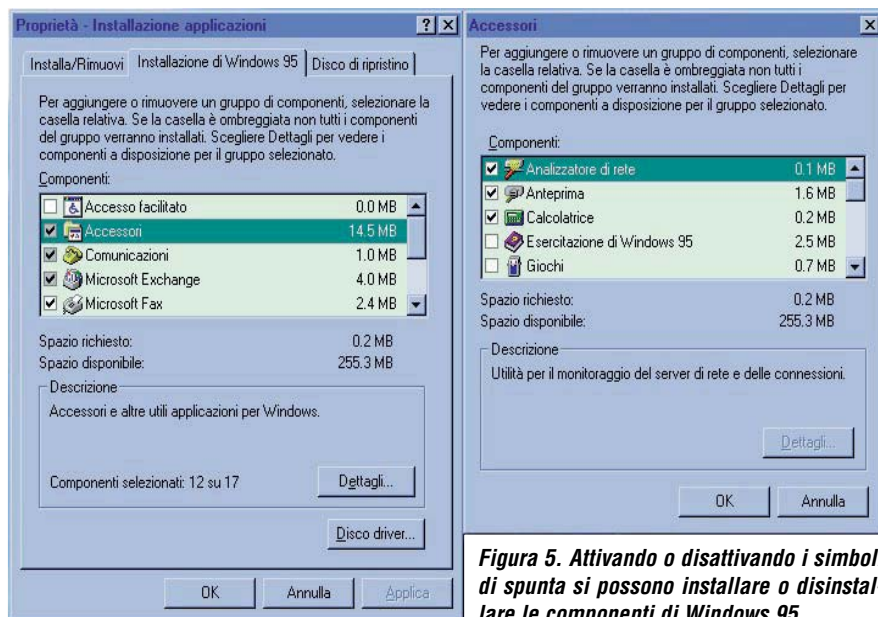 Proprietà - Installazione applicazioni
Installa/Rimuovi
Installazione di Windows 95
Disco di ripristino
Per aggiungere o rimuovere un gruppo di componenti, selezionare la
casella relativa. Se la casella è ombreggiata non tutti i componenti
del gruppo verranno installati. Scegliere Dettagli per vedere i
componenti a disposizione per il gruppo selezionato.
Componenti:
Accesso facilitato 0.0 MB
Accessori 14.5 MB
Comunicazioni 1.0 MB
Microsoft Exchange 4.0 MB
Microsoft Fax 2.4 MB
Spazio richiesto: 0.2 MB
Spazio disponibile: 255.3 MB
Descrizione
Accessori e altre utili applicazioni per Windows.
Componenti selezionati: 12 su 17
Dettagli...
Disco driver...
OK
Annulla
Applica
Accessori
Per aggiungere o rimuovere un gruppo di componenti, selezionare
la casella relativa. Se la casella è ombreggiata non tutti i
componenti del gruppo verranno installati. Scegliere Dettagli per
vedere i componenti a disposizione per il gruppo selezionato.
Componenti:
Analizzatore di rete 0.1 MB
Anteprima 1.6 MB
Calcolatrice 0.2 MB
Esercitazione di Windows 95 2.5 MB
Giochi 0.7 MB
Spazio richiesto: 0.2 MB
Spazio disponibile: 255.3 MB
Descrizione
Utilità per il monitoraggio del server di rete e delle connessioni.
Dettagli...
OK
Annulla
Figura 5. Attivando o disattivando i simbol
di spunta si possono installare o disinstal-
lare le componenti di Windows 95